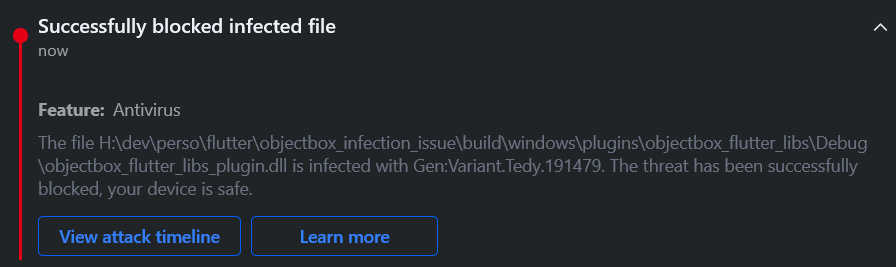 Successfully blocked infected file
now
Feature: Antivirus
The file H:\dev\perso\flutter\objectbox_infection_issue\build\windows\plugins\objectbox_flutter_libs\Debug
\objectbox_flutter_libs_plugin.dll is infected with Gen:Variant.Tedy.191479. The threat has been successfully
blocked, your device is safe.
View attack timeline
Learn more